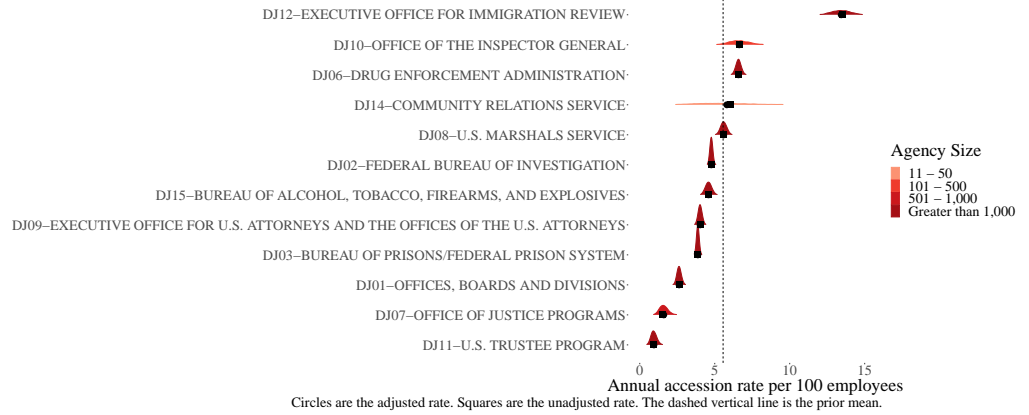 DJ12–EXECUTIVE OFFICE FOR IMMIGRATION REVIEW
DJ10–OFFICE OF THE INSPECTOR GENERAL
DJ06–DRUG ENFORCEMENT ADMINISTRATION
DJ14–COMMUNITY RELATIONS SERVICE
DJ08–U.S. MARSHALS SERVICE
DJ02–FEDERAL BUREAU OF INVESTIGATION
DJ15–BUREAU OF ALCOHOL, TOBACCO, FIREARMS, AND EXPLOSIVES
DJ09–EXECUTIVE OFFICE FOR U.S. ATTORNEYS AND THE OFFICES OF THE U.S. ATTORNEYS
DJ03–BUREAU OF PRISONS/FEDERAL PRISON SYSTEM
DJ01–OFFICES, BOARDS AND DIVISIONS
DJ07–OFFICE OF JUSTICE PROGRAMS
DJ11–U.S. TRUSTEE PROGRAM
0 5 10 15
Annual accession rate per 100 employees
Circles are the adjusted rate. Squares are the unadjusted rate. The dashed vertical line is the prior mean.
Agency Size
11 – 50
101 – 500
501 – 1,000
Greater than 1,000